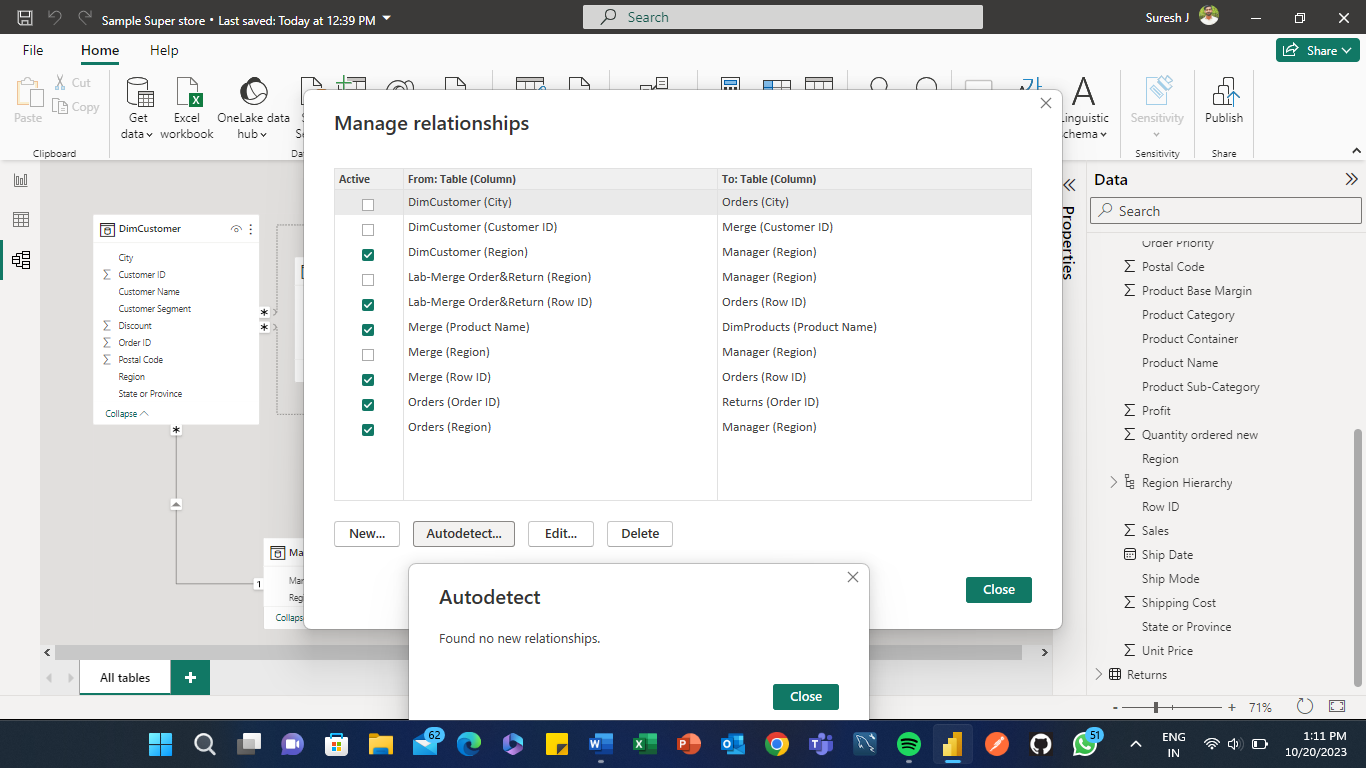 Sample Super store • Last saved: Today at 12:39 PM
Search
Suresh J
File Home Help
Share
Paste
Cut
Copy
Get data
Excel workbook
OneLake data hub
Sensitivity
Publish
Clipboard
Sensitivity
Share
Manage relationships
Active From: Table (Column) To: Table (Column)
DimCustomer (City) Orders (City)
DimCustomer (Customer ID) Merge (Customer ID)
DimCustomer (Region) Manager (Region)
Lab-Merge Order&Return (Region) Manager (Region)
Lab-Merge Order&Return (Row ID) Orders (Row ID)
Merge (Product Name) DimProducts (Product Name)
Merge (Region) Manager (Region)
Merge (Row ID) Orders (Row ID)
Orders (Order ID) Returns (Order ID)
Orders (Region) Manager (Region)
New... Autodetect... Edit... Delete
Close
Autodetect
Found no new relationships.
Close
DimCustomer
City
Customer ID
Customer Name
Customer Segment
Discount
Order ID
Postal Code
Region
State or Province
Collapse
1
All tables
Properties
Data
Search
Order Priority
Postal Code
Product Base Margin
Product Category
Product Container
Product Name
Product Sub-Category
Profit
Quantity ordered new
Region
Region Hierarchy
Row ID
Sales
Ship Date
Ship Mode
Shipping Cost
State or Province
Unit Price
Returns
- + 71%
62
51
ENG
IN
1:11 PM
10/20/2023